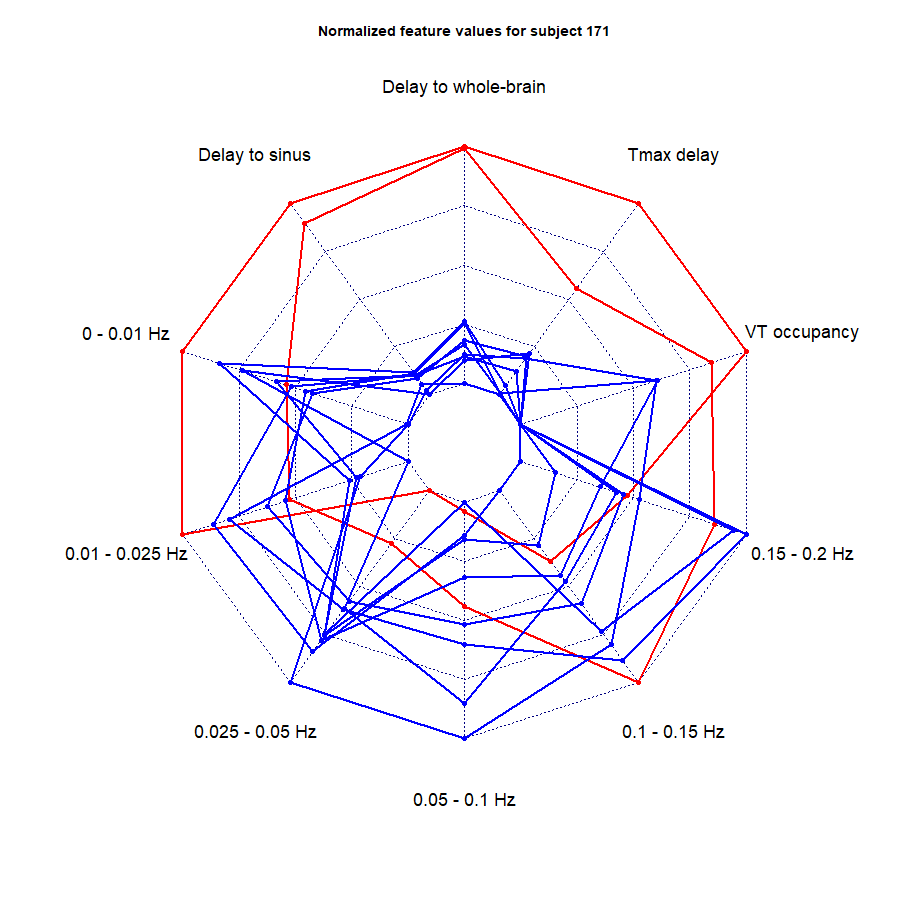 Normalized feature values for subject 171
Delay to whole-brain
Delay to sinus
Tmax delay
0 - 0.01 Hz
VT occupancy
0.01 - 0.025 Hz
0.15 - 0.2 Hz
0.025 - 0.05 Hz
0.1 - 0.15 Hz
0.05 - 0.1 Hz